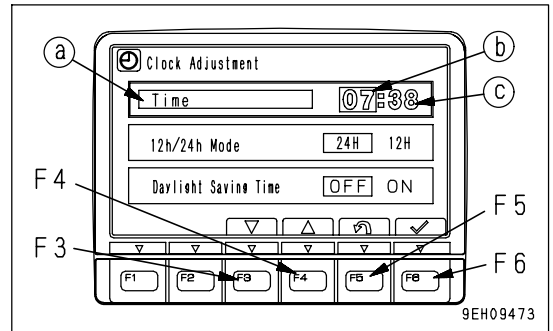 Clock Adjustment
a
b
Time
07:38
c
12h/24h Mode
24H 12H
F4
Daylight Saving Time
OFF ON
F5
F3
F6
F1 F2 F3 F4 F5 F6
9EH09473